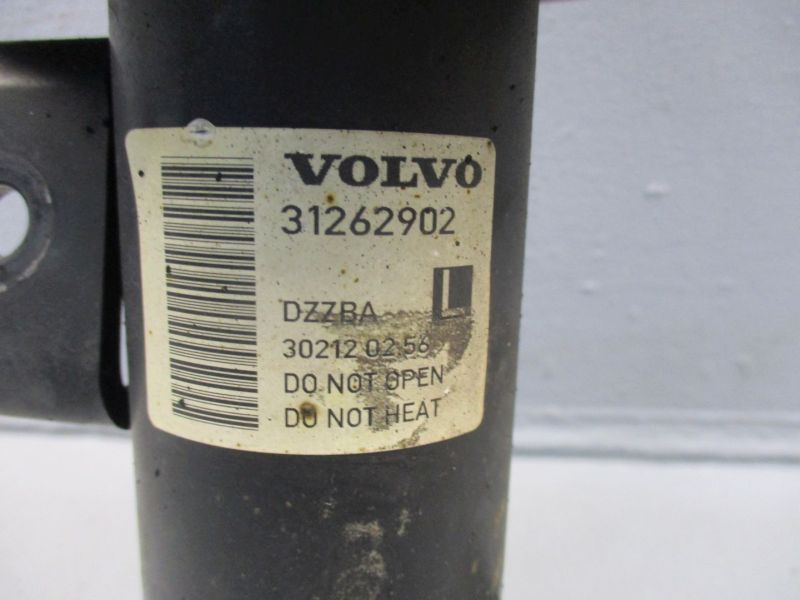 VOLVO
31262902
L
DZZBA
30212 02 56
DO NOT OPEN
DO NOT HEAT